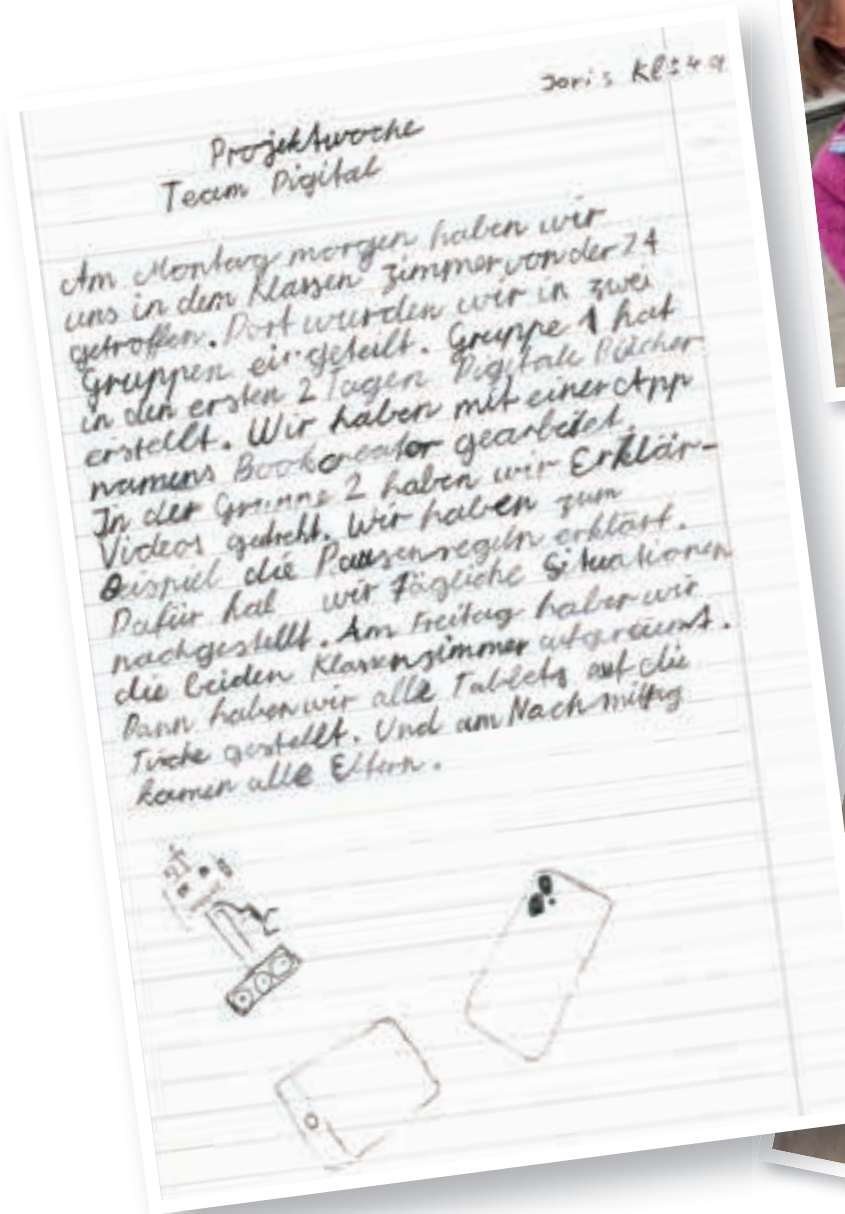 Joris Kl: 4a
Projektwoche
Team Digital
Am Montag morgen haben wir
uns in dem Klassen zimmer von der 24
getroffen. Dort wurden wir in zwei
Gruppen eingeteilt. Gruppe 1 hat
in den ersten 2 Tagen Digitale Bücher
erstellt. Wir haben mit einer App
namens Bookcreator gearbeitet.
In der Gruppe 2 haben wir Erklär-
Videos gedreht. Wir haben zum
Beispiel die Pausenregeln erklärt.
Dafür hab wir tägliche Situationen
nachgestellt. Am Freitag haben wir
die beiden Klassenzimmer aufgeräumt.
Dann haben wir alle Tablets auf die
Tische gestellt. Und am Nachmittag
kamen alle Eltern.